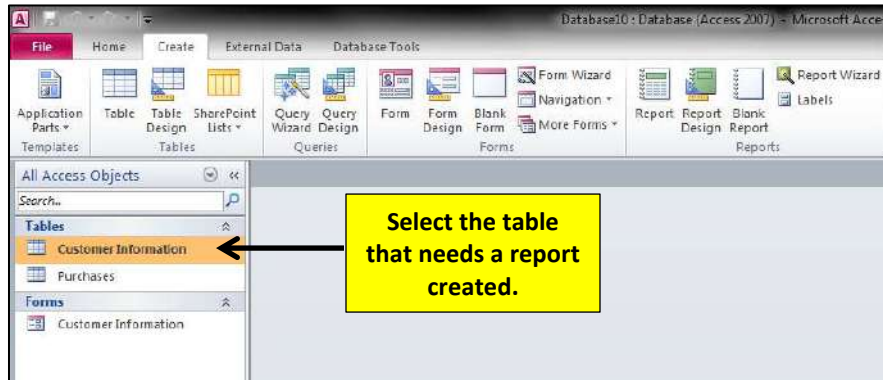 A
Database10 : Database (Access 2007) - Microsoft Acce
File Home Create External Data Database Tools
Application Parts
Table
Table Design
SharePoint Lists
Query Wizard
Query Design
Form
Form Design
Blank Form
Form Wizard
Navigation
More Forms
Report
Report Design
Blank Report
Report Wizard
Labels
Templates Tables Queries Forms Reports
All Access Objects
Search...
Tables
Customer Information
Purchases
Forms
Customer Information
Select the table
that needs a report
created.